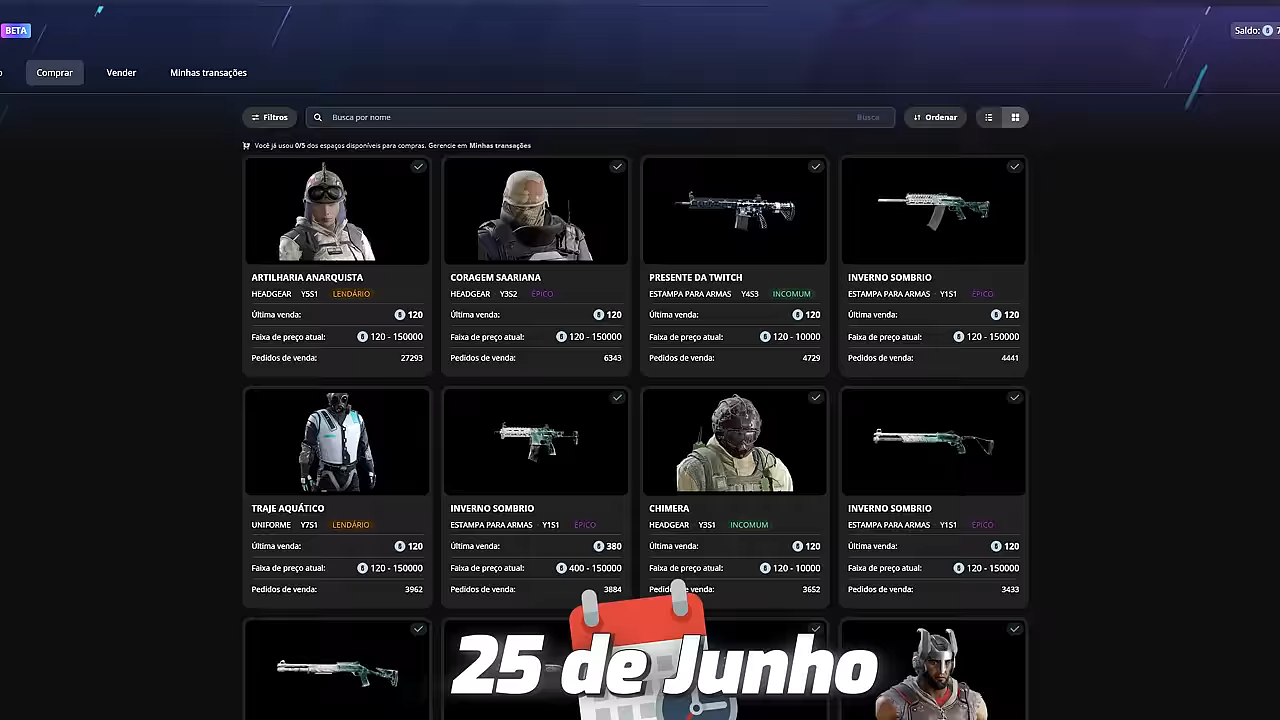 BETA
Saldo: 7
Comprar Vender Minhas transações
Filtros Busca por nome Busca Ordenar
Você já usou 0/5 dos espaços disponíveis para compras. Gerencie em Minhas transações
ARTILHARIA ANARQUISTA
HEADGEAR Y5S1 LENDÁRIO
Última venda: 120
Faixa de preço atual: 120 - 150000
Pedidos de venda: 27293
CORAGEM SAARIANA
HEADGEAR Y3S2 ÉPICO
Última venda: 120
Faixa de preço atual: 120 - 150000
Pedidos de venda: 6343
PRESENTE DA TWITCH
ESTAMPA PARA ARMAS Y4S3 INCOMUM
Última venda: 120
Faixa de preço atual: 120 - 10000
Pedidos de venda: 4729
INVERNO SOMBRIO
ESTAMPA PARA ARMAS Y1S1 ÉPICO
Última venda: 120
Faixa de preço atual: 120 - 150000
Pedidos de venda: 4441
TRAJE AQUÁTICO
UNIFORME Y7S1 LENDÁRIO
Última venda: 120
Faixa de preço atual: 120 - 150000
Pedidos de venda: 3962
INVERNO SOMBRIO
ESTAMPA PARA ARMAS Y1S1 ÉPICO
Última venda: 380
Faixa de preço atual: 400 - 150000
Pedidos de venda: 3884
CHIMERA
HEADGEAR Y3S1 INCOMUM
Última venda: 120
Faixa de preço atual: 120 - 10000
Pedidos de venda: 3652
INVERNO SOMBRIO
ESTAMPA PARA ARMAS Y1S1 ÉPICO
Última venda: 120
Faixa de preço atual: 120 - 150000
Pedidos de venda: 3433
25 de Junho